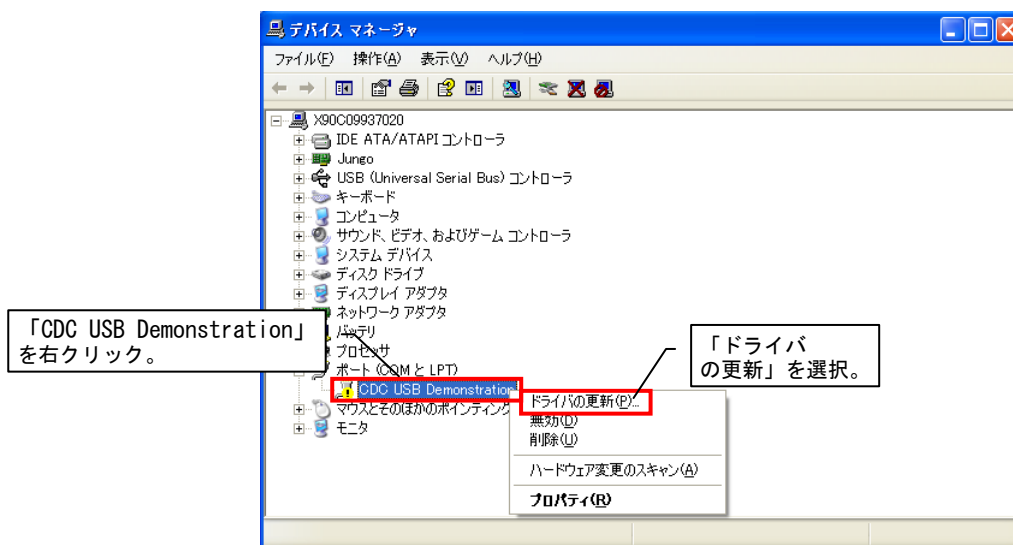 デバイス マネージャ
ファイル(F) 操作(A) 表示(V) ヘルプ(H)
X90C09937020
IDE ATA/ATAPI コントローラ
Jungo
USB (Universal Serial Bus) コントローラ
キーボード
コンピュータ
サウンド、ビデオ、およびゲーム コントローラ
システム デバイス
ディスク ドライブ
ディスプレイ アダプタ
ネットワーク アダプタ
バッテリ
プロセッサ
ポート (COM と LPT)
CDC USB Demonstration
マウスとそのほかのポインティング
モニタ
「CDC USB Demonstration」
を右クリック。
「ドライバ
の更新」を選択。
ドライバの更新(P)...
無効(D)
削除(U)
ハードウェア変更のスキャン(A)
プロパティ(R)